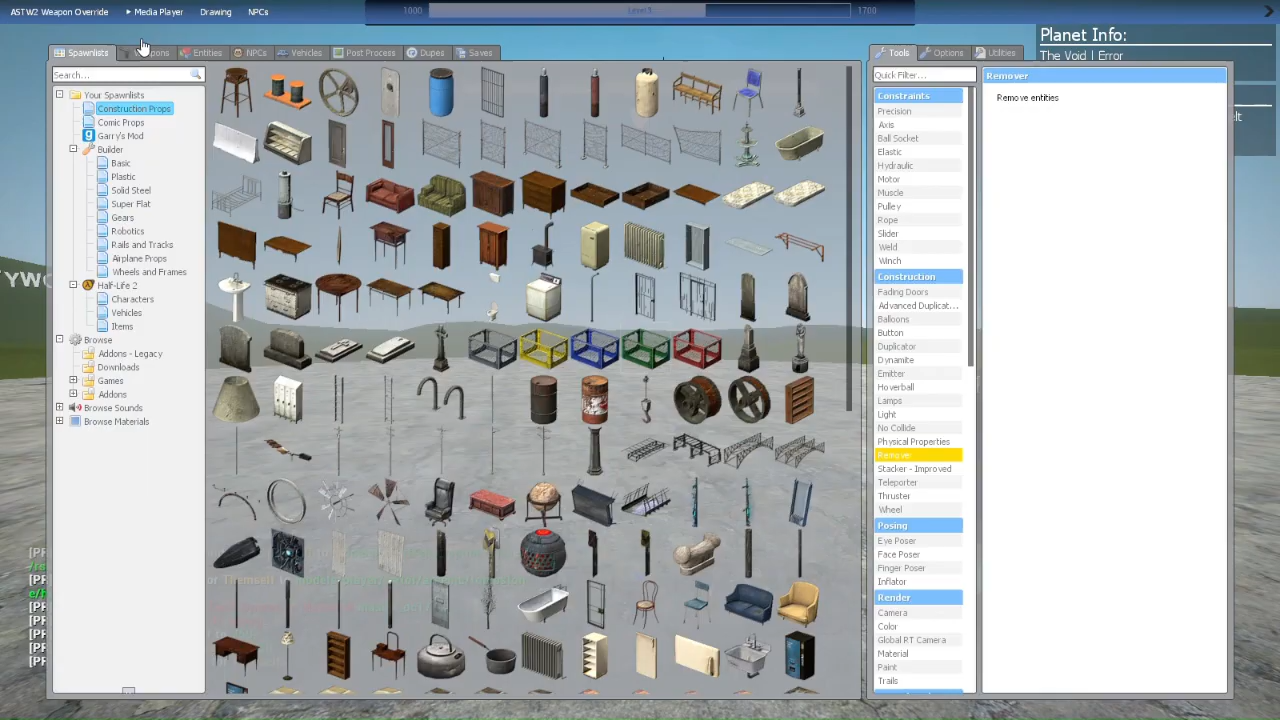 ASTW2 Weapon Override
Media Player
Drawing
NPCs
1000
Level 1
1700
Planet Info:
The Void | Error
Spawnlists
Entities
NPCs
Vehicles
Post Process
Dupes
Saves
Tools
Options
Utilities
Search...
Your Spawnlists
Construction Props
Comic Props
Garry's Mod
Builder
Basic
Plastic
Solid Steel
Super Flat
Gears
Robotics
Rails and Tracks
Airplane Props
Wheels and Frames
Half-Life 2
Characters
Vehicles
Items
Browse
Addons - Legacy
Downloads
Games
Addons
Browse Sounds
Browse Materials
Quick Filter...
Constraints
Precision
Axis
Ball Socket
Elastic
Hydraulic
Motor
Muscle
Pulley
Rope
Slider
Weld
Winch
Construction
Fading Doors
Advanced Duplicat...
Balloons
Button
Duplicator
Dynamite
Emitter
Hoverball
Lamps
Light
No Collide
Physical Properties
Remover
Stacker - Improved
Teleporter
Thruster
Wheel
Posing
Eye Poser
Face Poser
Finger Poser
Inflator
Render
Camera
Color
Global RT Camera
Material
Paint
Trails
Remover
Remove entities